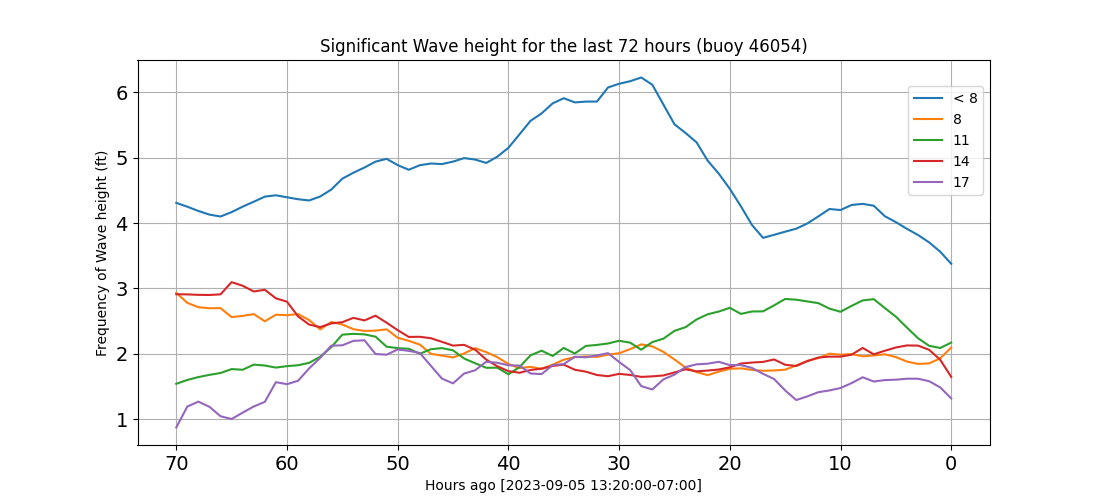 Significant Wave height for the last 72 hours (buoy 46054)
Frequency of Wave height (ft)
6
5
4
3
2
1
< 8
8
11
14
17
70 60 50 40 30 20 10 0
Hours ago [2023-09-05 13:20:00-07:00]